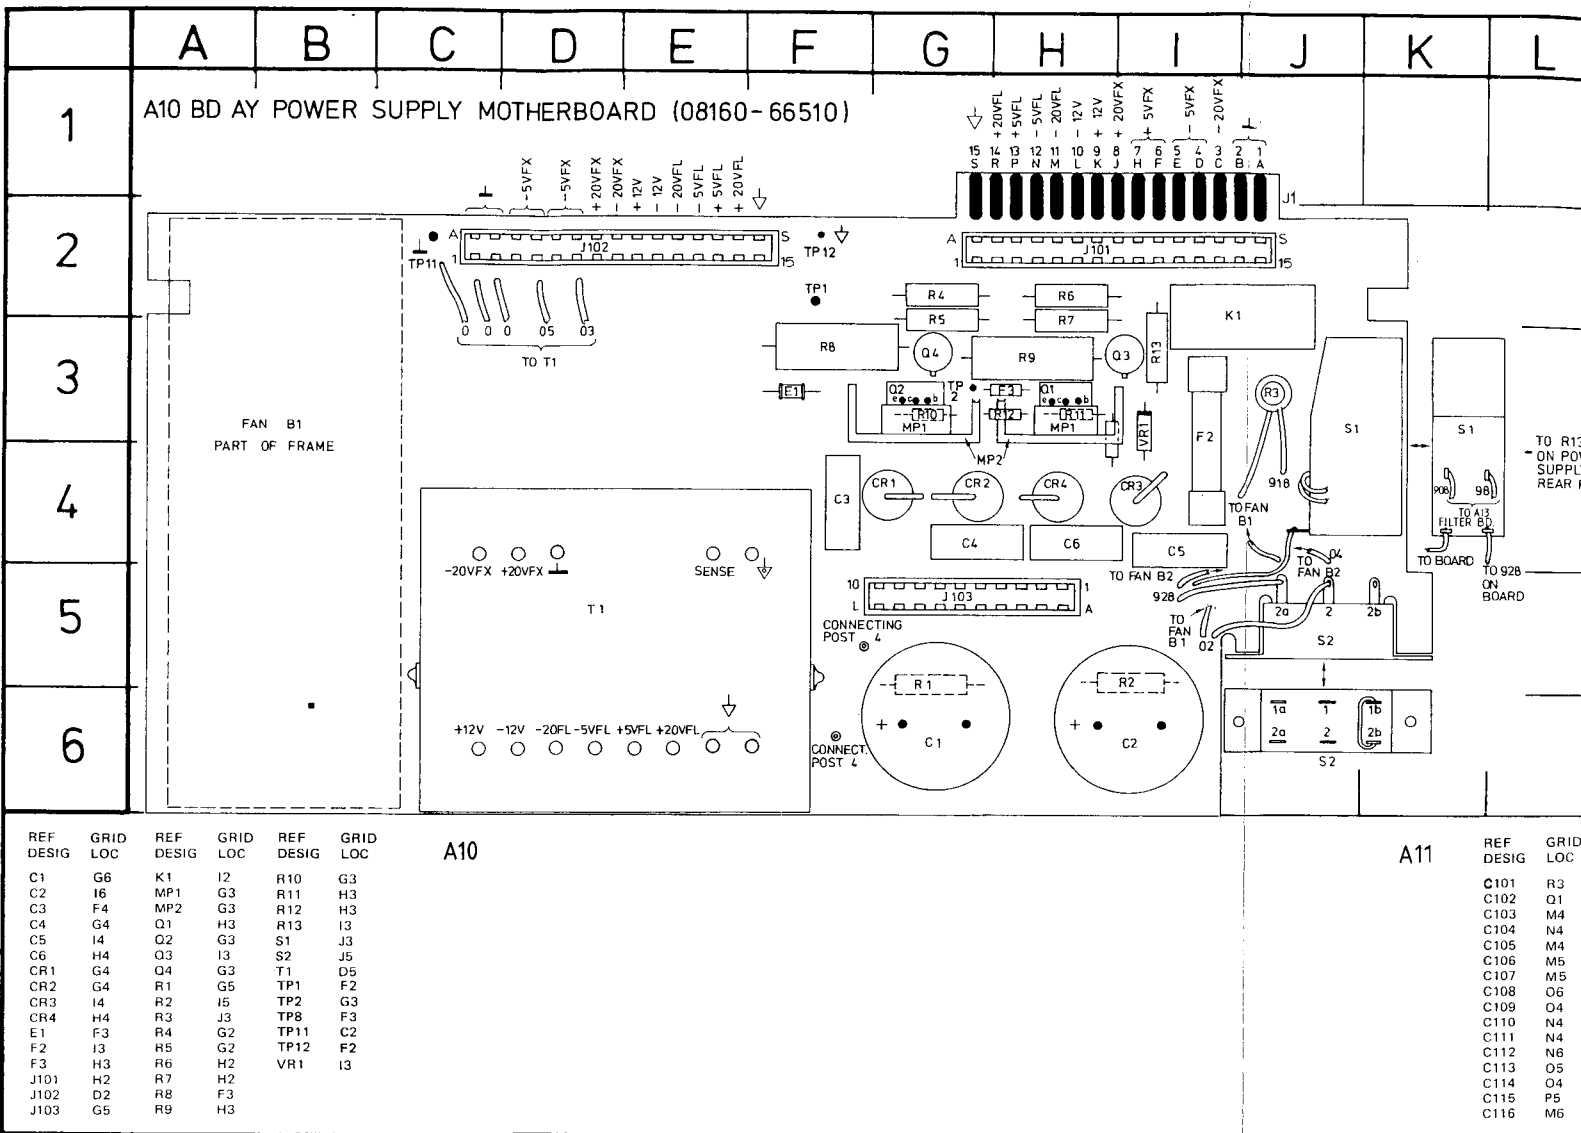 A B C D E F G H I J K L
1
A10 BD AY POWER SUPPLY MOTHERBOARD (08160-66510)
-5VFX -5VFX +20VFX -20VFX +12V -12V -20VFL -5VFL +5VFL +20VFL
+20VFL +5VFL -5VFL -20VFL -12V +12V +20VFX +5VFX -5VFX -20VFX
15 14 13 12 11 10 9 8 7 6 5 4 3 2 1
S R P N M L K J H F E D C B A
J1
2
TP11 A J102 S 1 15
TP12
A J101 S 1 15
TP1
R4 R6
R5 R7
K1
0 0 0 05 03
TO T1
3
R8 Q4 R9 Q3 R13
E1
Q2 e c b R10 MP1
TP 2
F3 R12
Q1 e c b R11 MP1
VR1 F2 R3 S1 S1
MP2
FAN B1
PART OF FRAME
TO R13
ON POW
SUPPLY
REAR P
4
C3 CR1 CR2 CR4 CR3
918
TO FAN
B1
908 98
TO A13
FILTER BD.
C4 C6 C5
TO BOARD
TO 928
ON
BOARD
-20VFX +20VFX
SENSE
TO FAN B2
TO
FAN B2
04
928
5
T1
10 J103 1
L A
CONNECTING
POST 4
TO
FAN
B1
02
2a 2 2b
S2
R1 R2
6
+12V -12V -20FL -5VFL +5VFL +20VFL
CONNECT.
POST 4
+ C1
+ C2
1a 1 1b
2a 2 2b
S2
A10
A11
REF DESIG GRID LOC REF DESIG GRID LOC REF DESIG GRID LOC
C1 G6 K1 I2 R10 G3
C2 I6 MP1 G3 R11 H3
C3 F4 MP2 G3 R12 H3
C4 G4 Q1 H3 R13 I3
C5 I4 Q2 G3 S1 J3
C6 H4 Q3 I3 S2 J5
CR1 G4 Q4 G3 T1 D5
CR2 G4 R1 G5 TP1 F2
CR3 I4 R2 I5 TP2 G3
CR4 H4 R3 J3 TP8 F3
E1 F3 R4 G2 TP11 C2
F2 I3 R5 G2 TP12 F2
F3 H3 R6 H2 VR1 I3
J101 H2 R7 H2
J102 D2 R8 F3
J103 G5 R9 H3
REF DESIG GRID LOC
C101 R3
C102 Q1
C103 M4
C104 N4
C105 M4
C106 M5
C107 M5
C108 O6
C109 O4
C110 N4
C111 N4
C112 N6
C113 O5
C114 O4
C115 P5
C116 M6